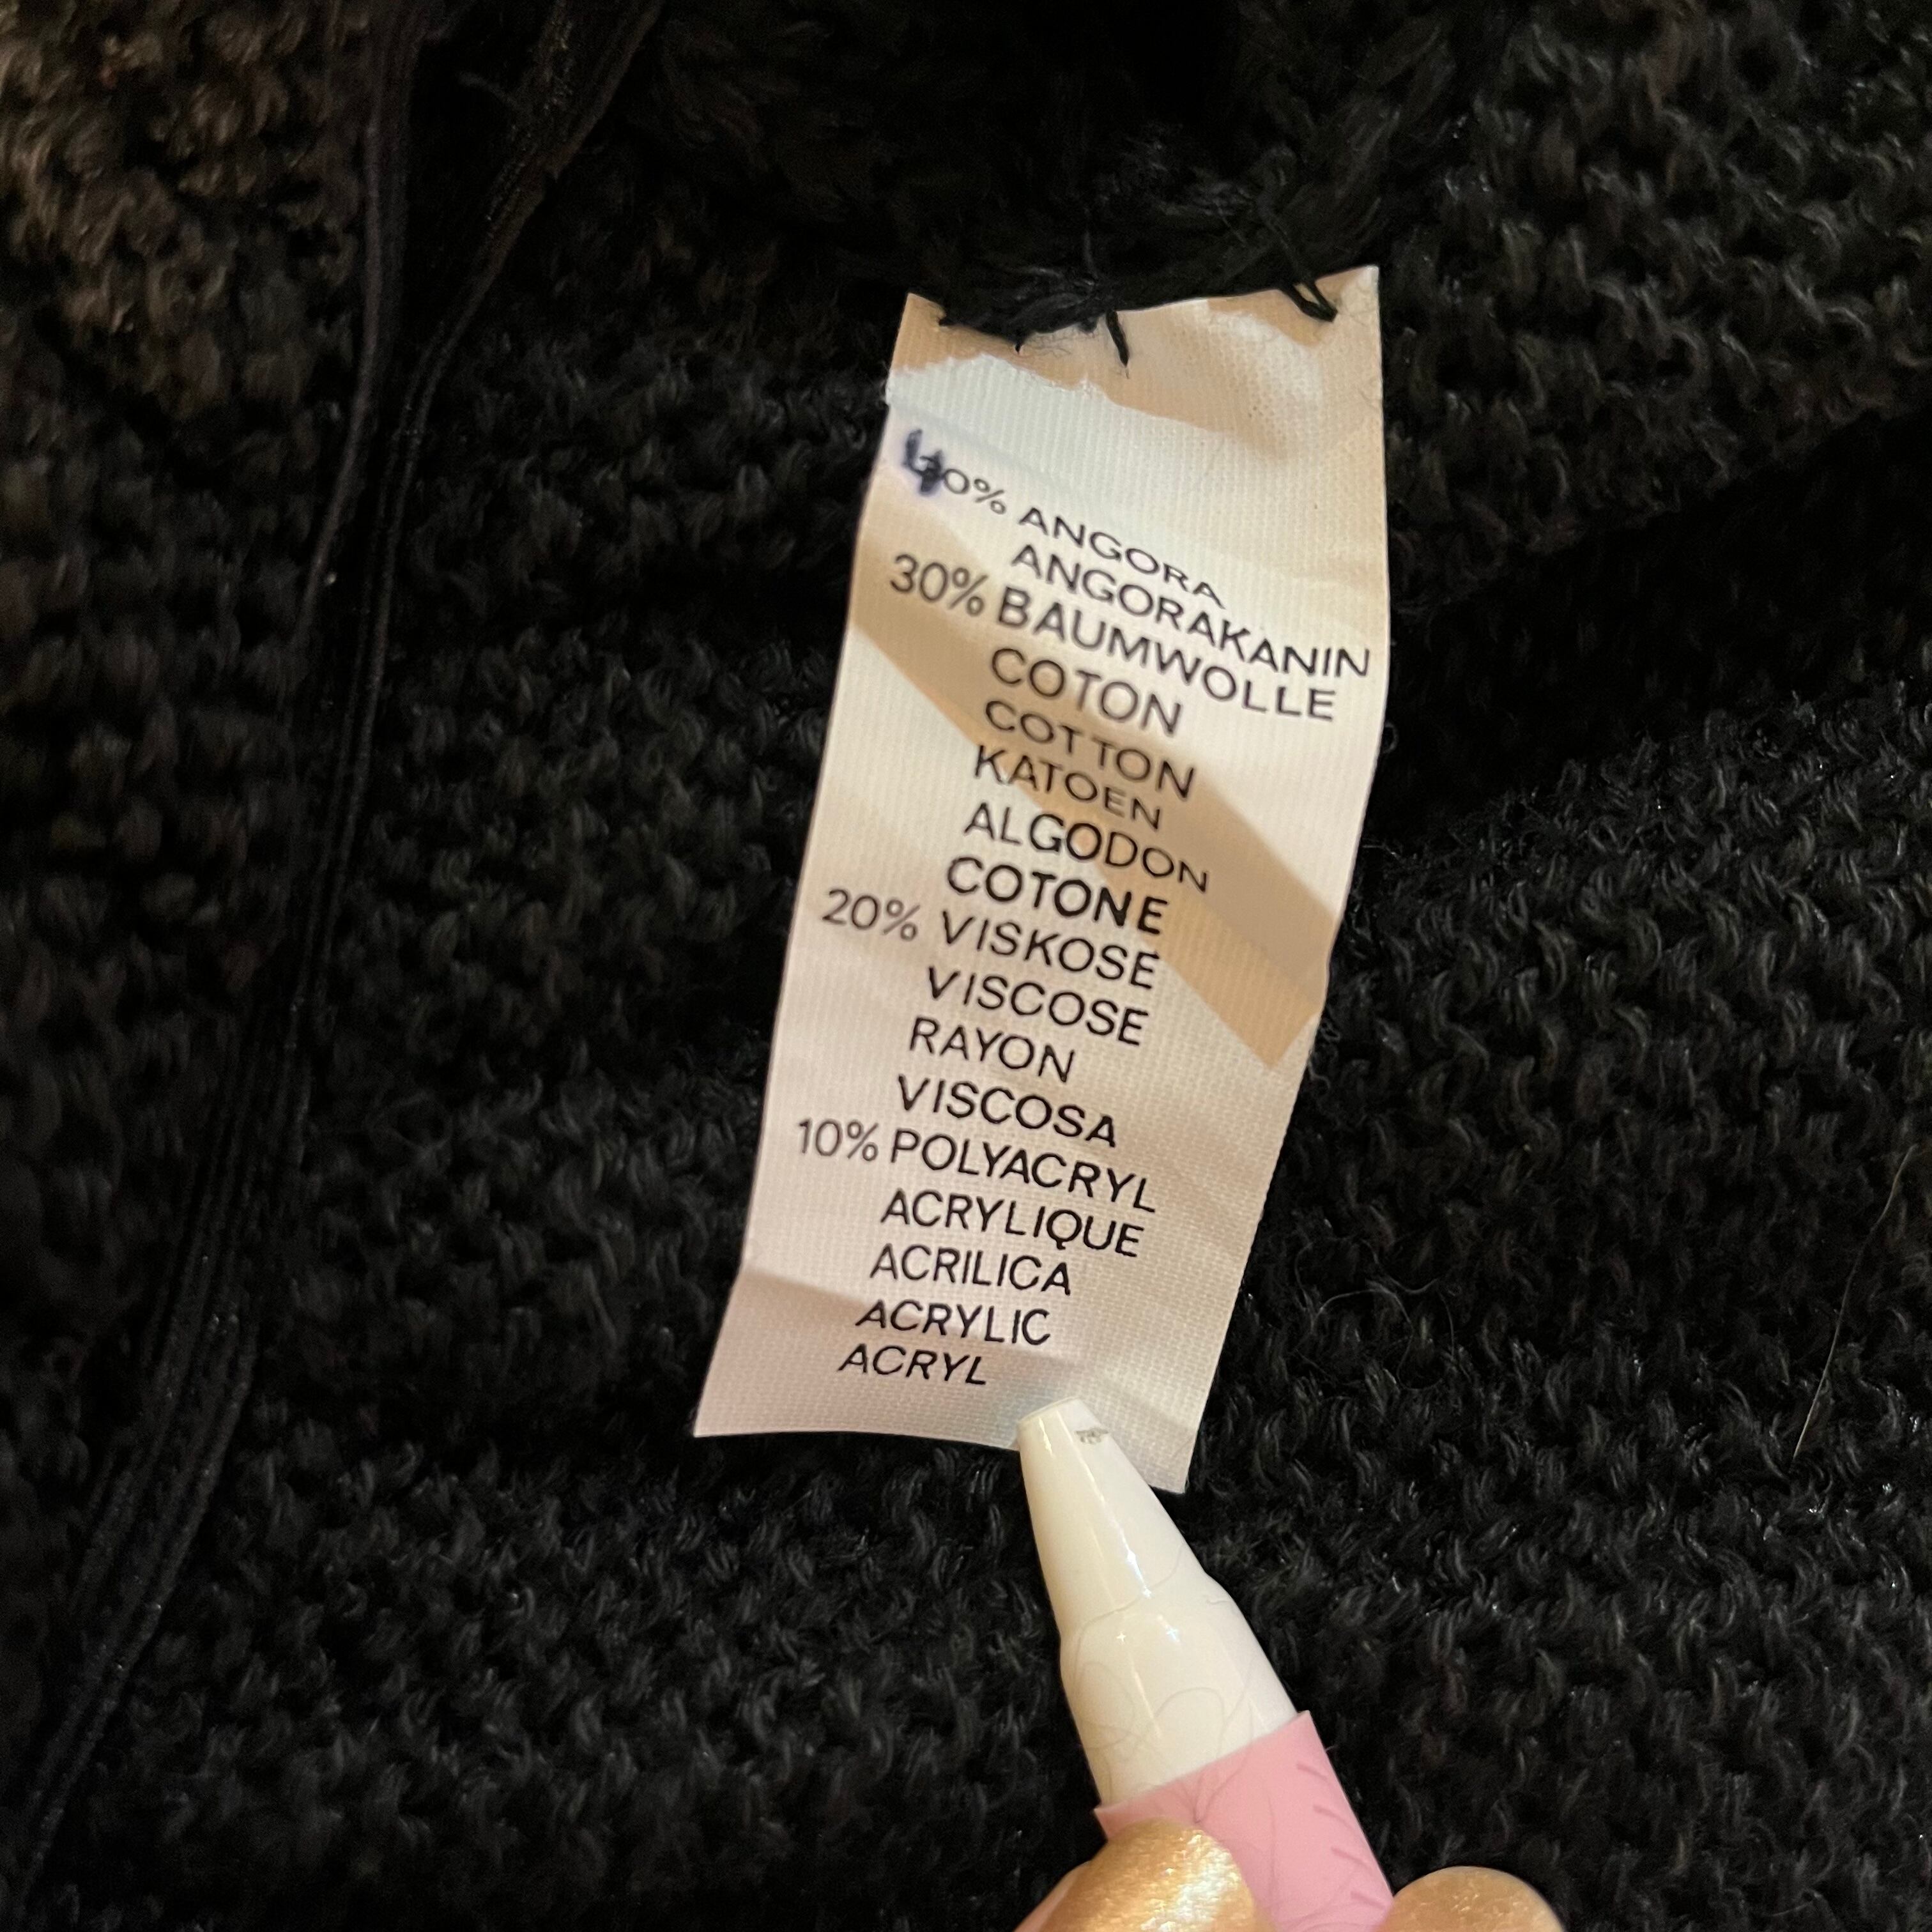 40% ANGORA
ANGORAKANIN
30% BAUMWOLLE
COTON
COTTON
KATOEN
ALGODON
COTONE
20% VISKOSE
VISCOSE
RAYON
VISCOSA
10% POLYACRYL
ACRYLIQUE
ACRILICA
ACRYLIC
ACRYL